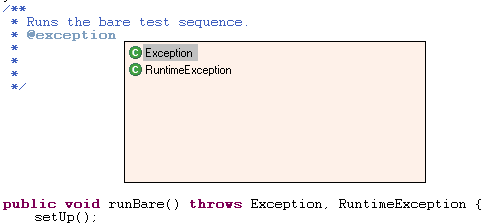 /**
* Runs the bare test sequence.
* @exception
*
C Exception
*
C RuntimeException
*
*/
public void runBare() throws Exception, RuntimeException {
setUp();